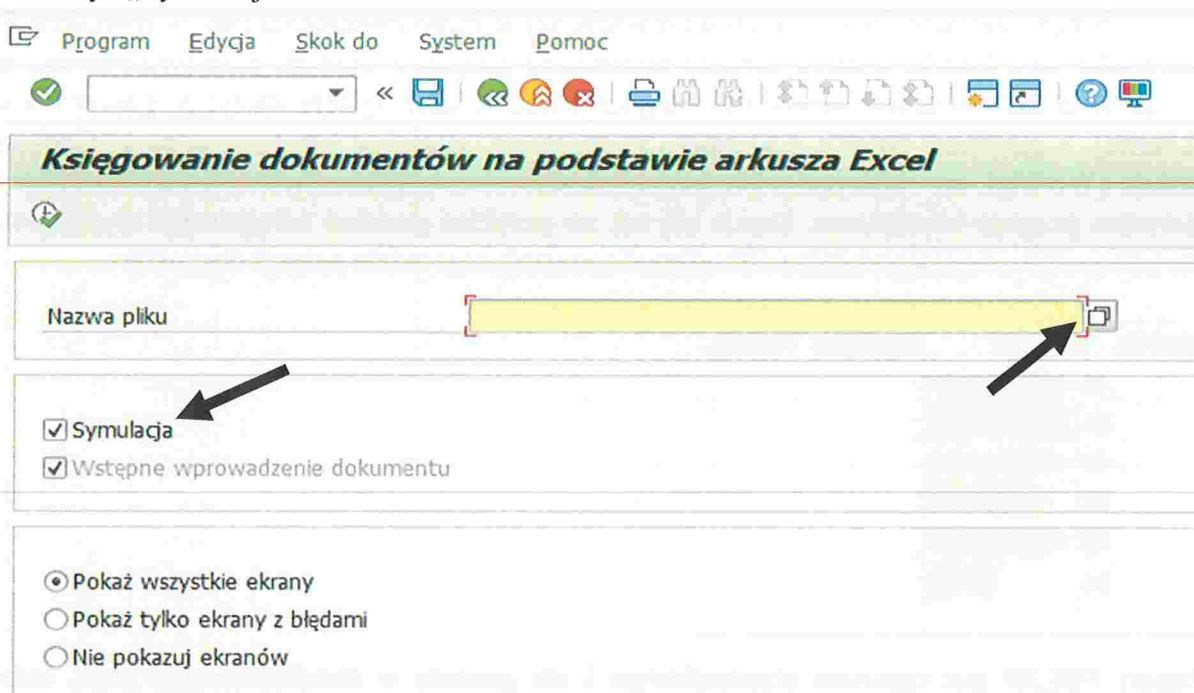 Program Edycja Skok do System Pomoc
Księgowanie dokumentów na podstawie arkusza Excel
Nazwa pliku
Symulacja
Wstępne wprowadzenie dokumentu
Pokaż wszystkie ekrany
Pokaż tylko ekrany z błędami
Nie pokazuj ekranów